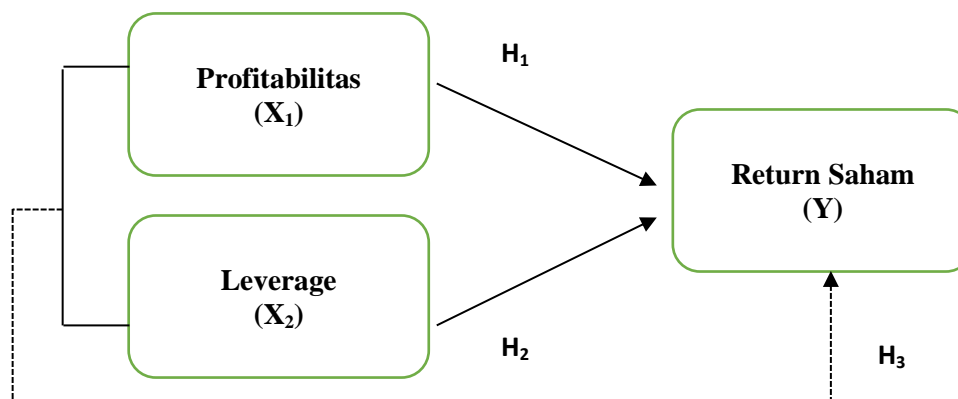 H₁
Profitabilitas
(X₁)
Return Saham
(Y)
Leverage
(X₂)
H₂
H₃